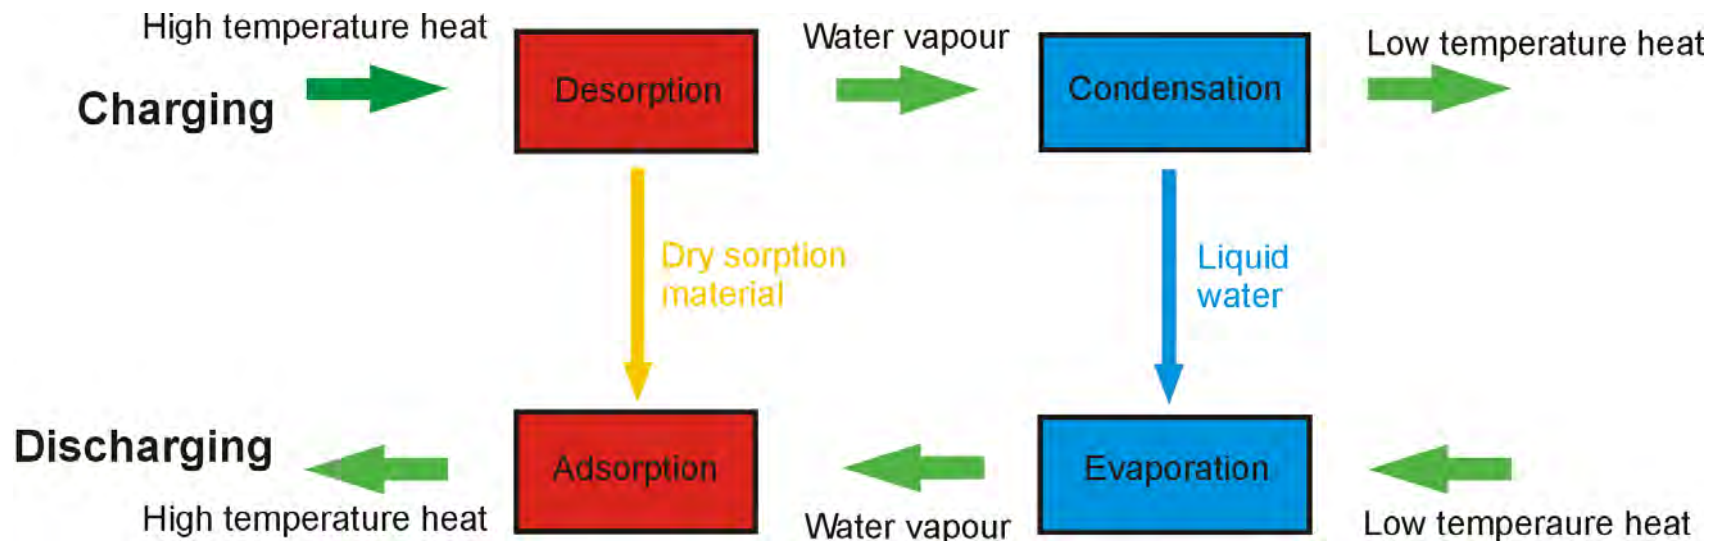 High temperature heat
Water vapour
Low temperature heat
Charging
Desorption
Condensation
Dry sorption
material
Liquid
water
Discharging
Adsorption
Evaporation
High temperature heat
Water vapour
Low temperaure heat